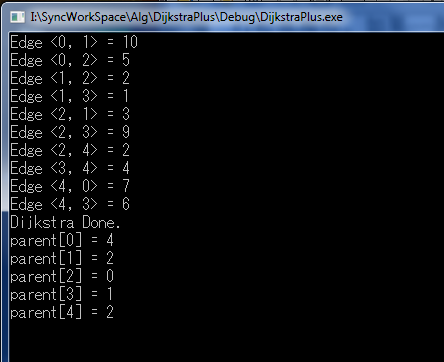 I:\SyncWorkSpace\Alg\DijkstraPlus\Debug\DijkstraPlus.exe
Edge <0, 1> = 10
Edge <0, 2> = 5
Edge <1, 2> = 2
Edge <1, 3> = 1
Edge <2, 1> = 3
Edge <2, 3> = 9
Edge <2, 4> = 2
Edge <3, 4> = 4
Edge <4, 0> = 7
Edge <4, 3> = 6
Dijkstra Done.
parent[0] = 4
parent[1] = 2
parent[2] = 0
parent[3] = 1
parent[4] = 2